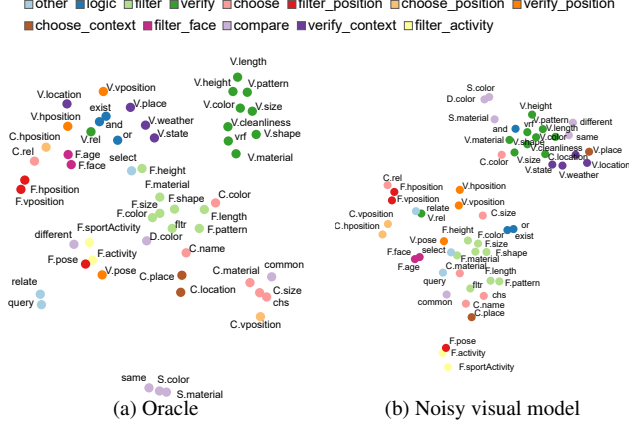 other logic filter verify choose filter_position choose_position verify_position
choose_context filter_face compare verify_context filter_activity
V.length
V.height V.pattern
V.color V.size
V.cleanliness
vrf V.shape
V.material
V.location V.vposition
V.place
exist
V.hposition and V.weather
V.rel or V.state
C.hposition
C.rel F.age select
F.face F.height
F.hposition
F.vposition F.material
F.size F.shape C.color
F.color F.length
F.sportActivity fltr F.pattern
different D.color
F.activity C.name
F.pose
V.pose C.place C.material common
relate C.location C.size
query chs
C.vposition
same S.color
S.material
(a) Oracle
S.color
D.color
V.height
S.material vrf V.pattern different
and V.length
V.material V.shape same
V.cleanliness V.place
C.color V.size C.location V.location
V.state V.weather
C.rel
F.hposition V.hposition
F.vposition
relate V.vposition
C.vposition V.rel C.size
C.hposition or
F.height F.color exist
V.pose F.size
F.face select F.shape
F.age F.material
C.material F.length
query fltr F.pattern
common chs
C.name
C.place
F.pose
F.activity
F.sportActivity
(b) Noisy visual model